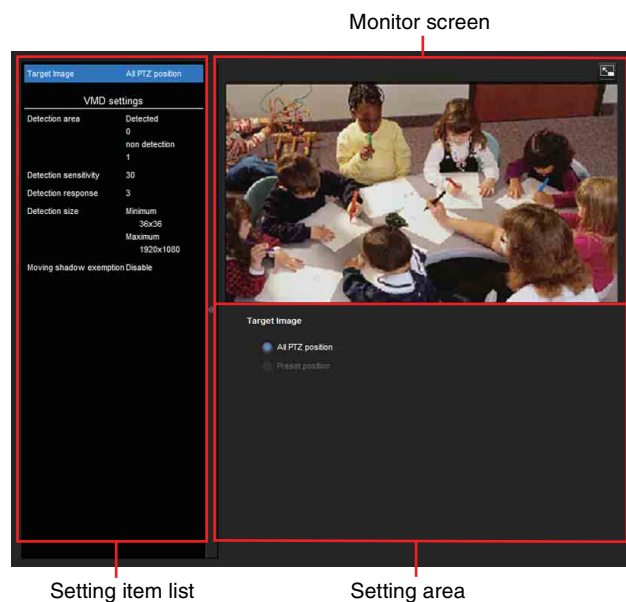 Monitor screen
Target Image All PTZ position
VMD settings
Detection area Detected
0
non detection
1
Detection sensitivity 30
Detection response 3
Detection size Minimum
36x36
Maximum
1920x1080
Moving shadow exemption Disable
«
Target Image
All PTZ position
Preset position
Setting item list Setting area